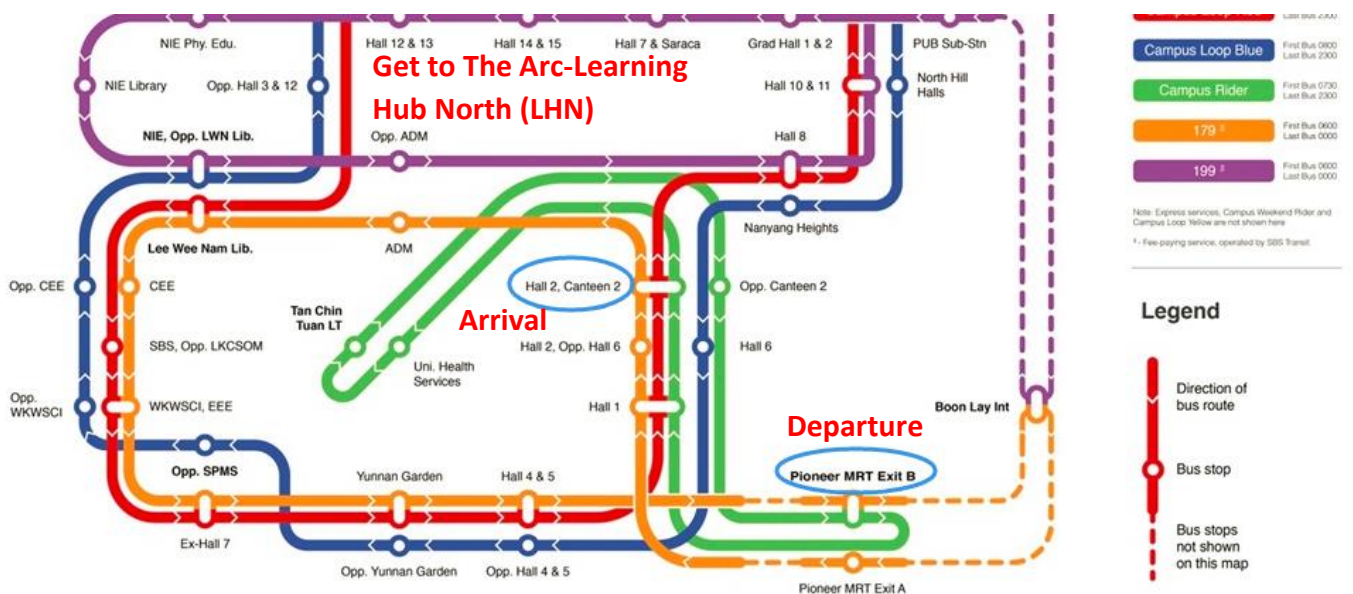 NIE Phy. Edu.
Hall 12 & 13
Hall 14 & 15
Hall 7 & Saraca
Grad Hall 1 & 2
PUB Sub-Stn
Get to The Arc-Learning
Hub North (LHN)
NIE Library
Opp. Hall 3 & 12
Hall 10 & 11
North Hill
Halls
NIE, Opp. LWN Lib.
Opp. ADM
Hall 8
Lee Wee Nam Lib.
ADM
Nanyang Heights
Opp. CEE
CEE
Hall 2, Canteen 2
Opp. Canteen 2
Tan Chin
Tuan LT
Arrival
SBS, Opp. LKCSOM
Uni. Health
Services
Hall 2, Opp. Hall 6
Hall 6
Opp.
WKWSCI
WKWSCI, EEE
Hall 1
Boon Lay Int
Departure
Opp. SPMS
Yunnan Garden
Hall 4 & 5
Pioneer MRT Exit B
Ex-Hall 7
Opp. Yunnan Garden
Opp. Hall 4 & 5
Pioneer MRT Exit A
Last Bus 2300
Campus Loop Blue
First Bus 0800
Last Bus 2300
Campus Rider
First Bus 0730
Last Bus 2300
179 ‡
First Bus 0600
Last Bus 0000
199 ‡
First Bus 0600
Last Bus 0000
Note: Express services, Campus Weekend Rider and
Campus Loop Yellow are not shown here
‡ - Fee-paying service, operated by SBS Transit
Legend
Direction of
bus route
Bus stop
Bus stops
not shown
on this map